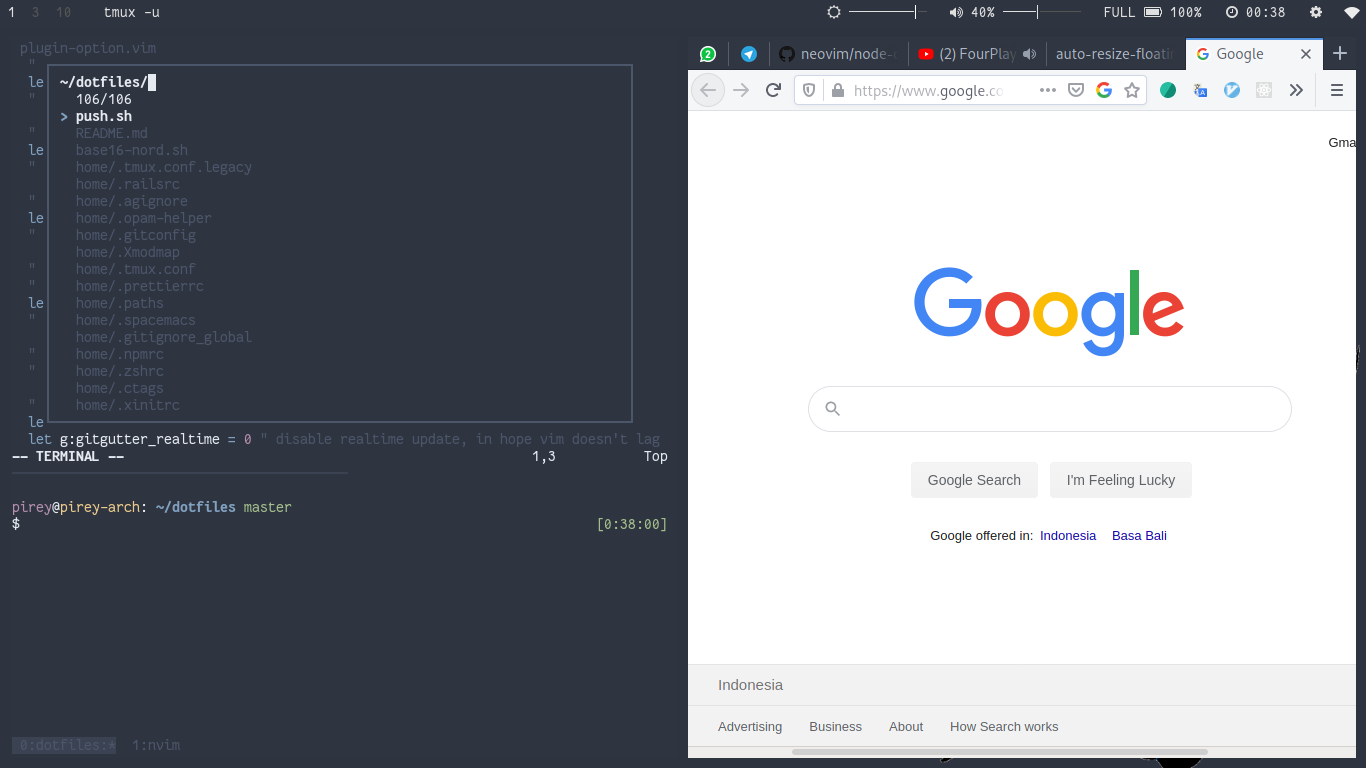 1 3 10 tmux -u 40% FULL 100% 00:38
plugin-option.vim
"
le
"
"
le
"
"
le
"
"
"
le
"
"
"
"
le
~/dotfiles/
106/106
> push.sh
README.md
base16-nord.sh
home/.tmux.conf.legacy
home/.railsrc
home/.agignore
home/.opam-helper
home/.gitconfig
home/.Xmodmap
home/.tmux.conf
home/.prettierrc
home/.paths
home/.spacemacs
home/.gitignore_global
home/.npmrc
home/.zshrc
home/.ctags
home/.xinitrc
let g:gitgutter_realtime = 0 " disable realtime update, in hope vim doesn't lag
-- TERMINAL -- 1,3 Top
pirey@pirey-arch: ~/dotfiles master
$ [0:38:00]
0:dotfiles:* 1:nvim
2 neovim/node- (2) FourPlay auto-resize-floati Google
https://www.google.co
Gma
Google
Google Search I'm Feeling Lucky
Google offered in: Indonesia Basa Bali
Indonesia
Advertising Business About How Search works